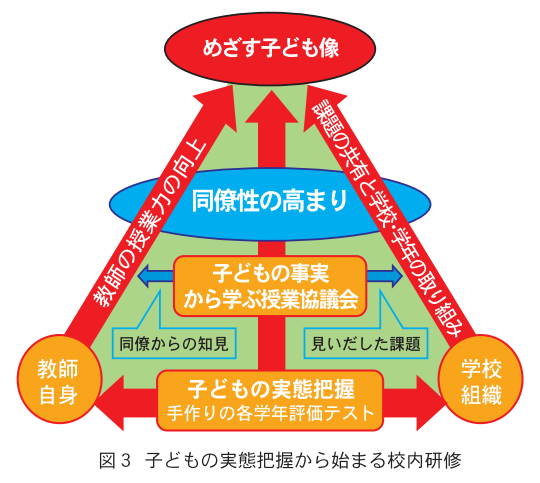 めざす子ども像
教師の授業力の向上
課題の共有と学校・学年の取り組み
同僚性の高まり
子どもの事実
から学ぶ授業協議会
同僚からの知見
見いだした課題
教師
自身
学校
組織
子どもの実態把握
手作りの各学年評価テスト
図3 子どもの実態把握から始まる校内研修